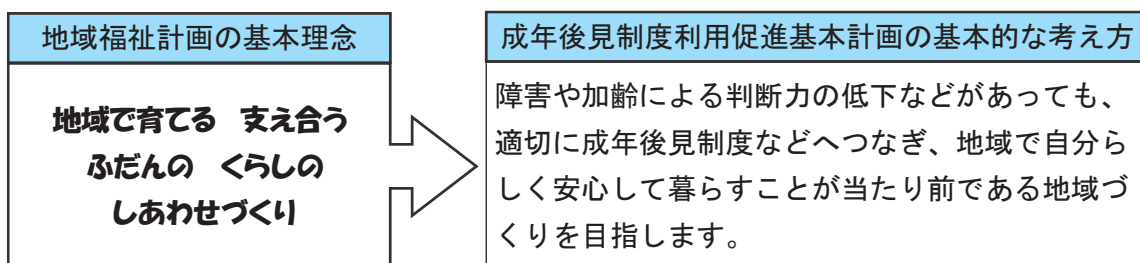 地域福祉計画の基本理念
地域で育てる　支え合う
ふだんの　くらしの
しあわせづくり
成年後見制度利用促進基本計画の基本的な考え方
障害や加齢による判断力の低下などがあっても、
適切に成年後見制度などへつなぎ、地域で自分ら
しく安心して暮らすことが当たり前である地域づ
くりを目指します。